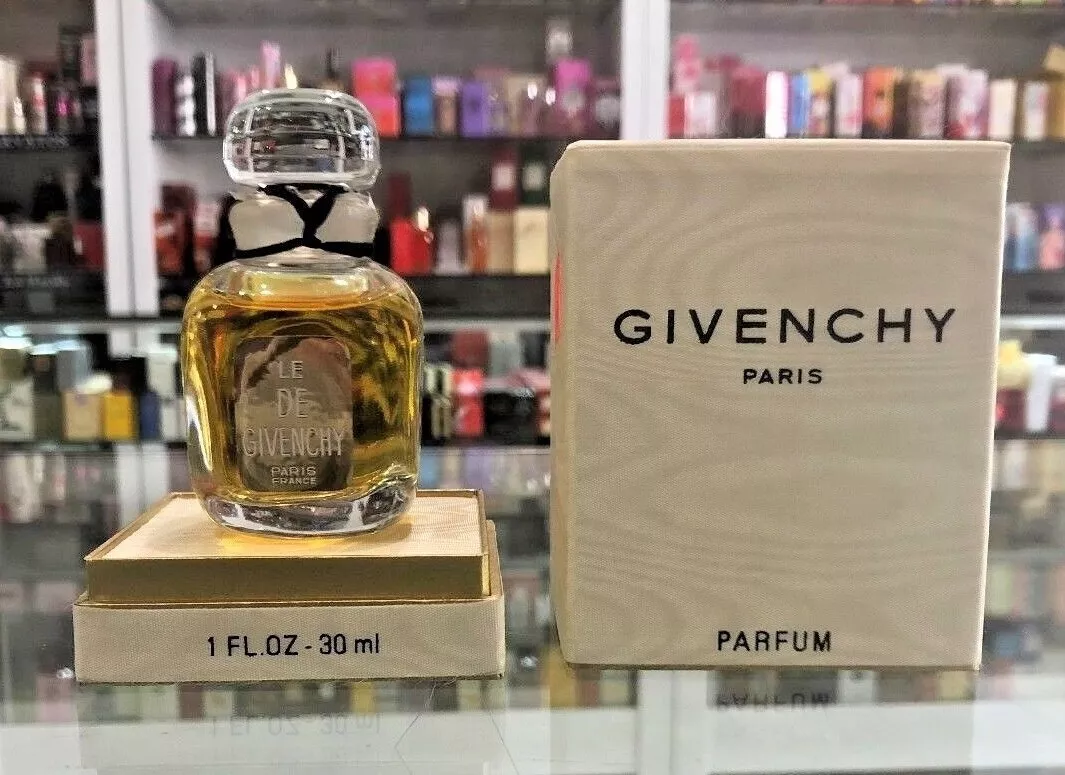 LE
DE
GIVENCHY
PARIS
FRANCE
1 FL.OZ - 30 ml
GIVENCHY
PARIS
PARFUM